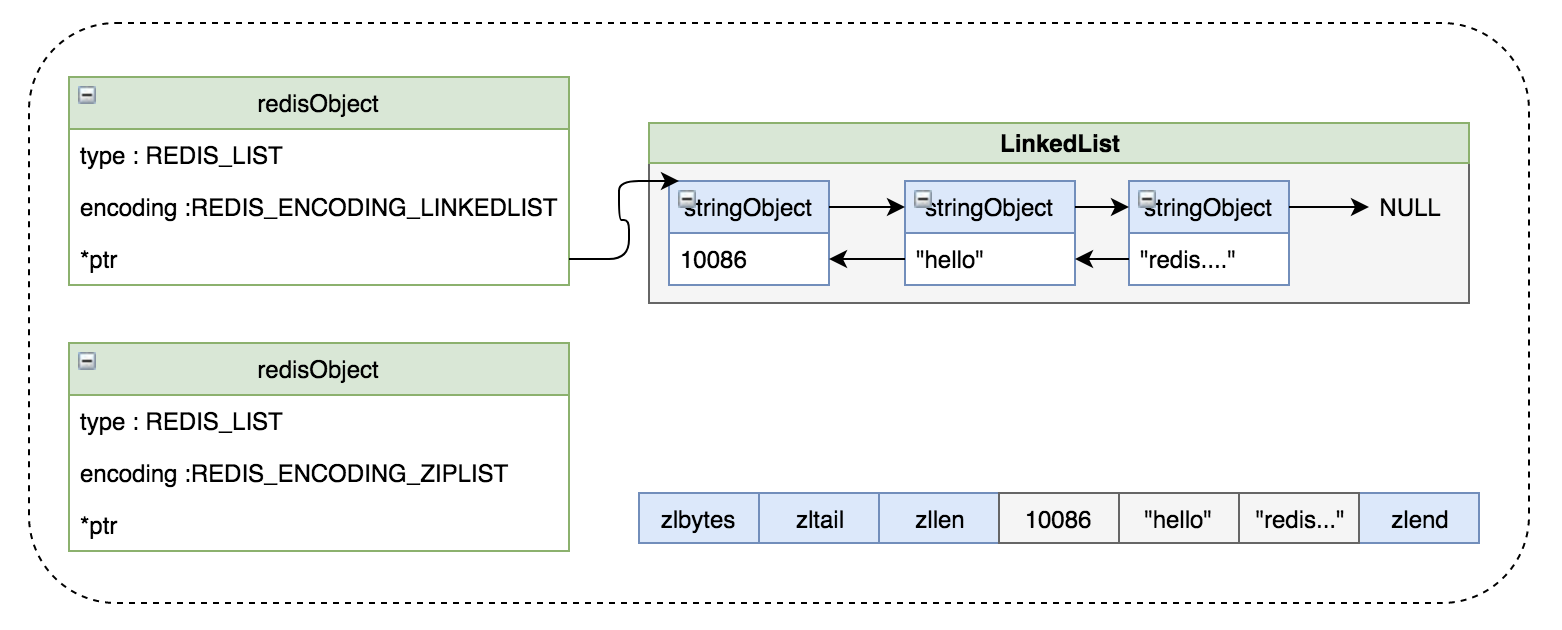 redisObject
type : REDIS_LIST
encoding :REDIS_ENCODING_LINKEDLIST
*ptr
LinkedList
stringObject stringObject stringObject NULL
10086 "hello" "redis...."
redisObject
type : REDIS_LIST
encoding :REDIS_ENCODING_ZIPLIST
*ptr
zlbytes zltail zllen 10086 "hello" "redis..." zlend